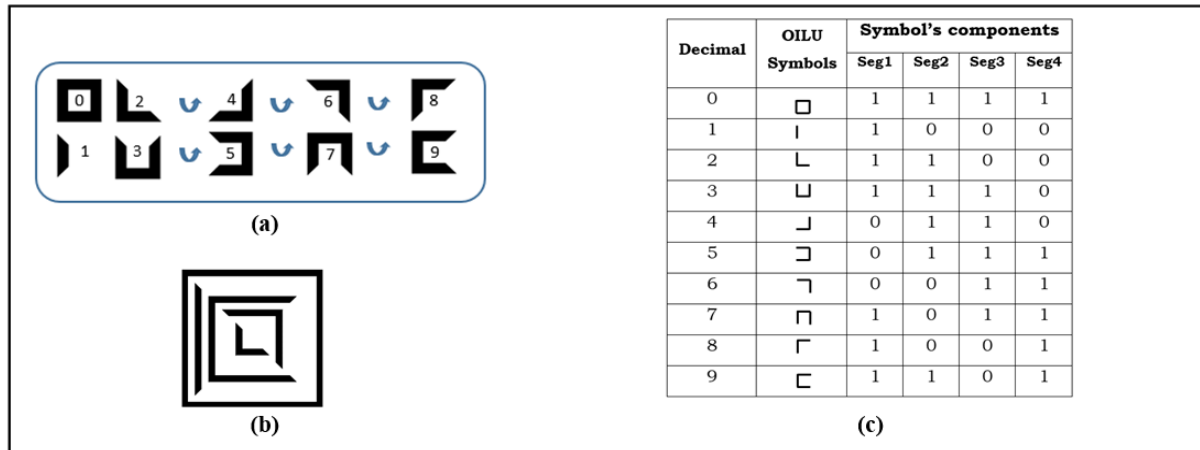 0 2 4 6 8
1 3 5 7 9
(a)
(b)
Decimal OILU Symbols Symbol's components
Seg1 Seg2 Seg3 Seg4
0 1 1 1 1
1 1 0 0 0
2 1 1 0 0
3 1 1 1 0
4 0 1 1 0
5 0 1 1 1
6 0 0 1 1
7 1 0 1 1
8 1 0 0 1
9 1 1 0 1
(c)